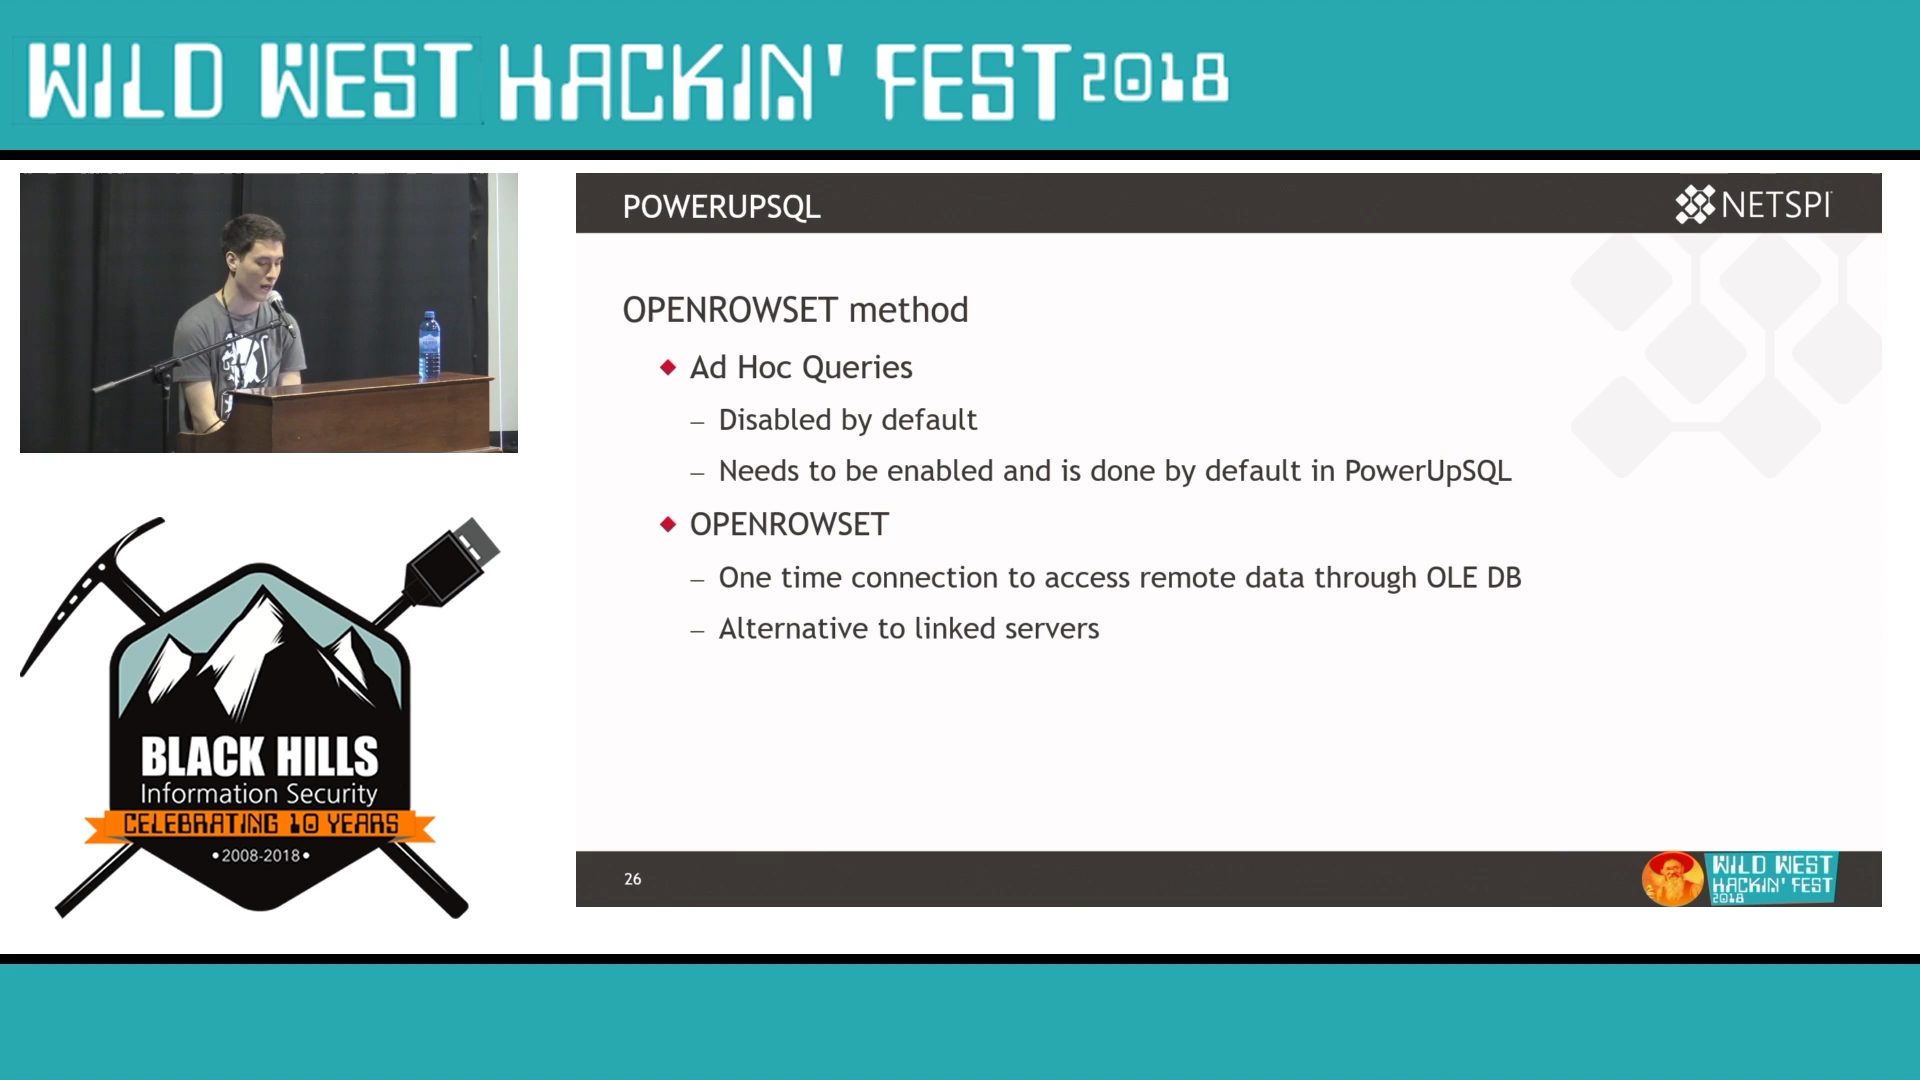 WILD WEST HACKIN' FEST 2018
POWERUPSQL
NETSPI
OPENROWSET method
Ad Hoc Queries
– Disabled by default
– Needs to be enabled and is done by default in PowerUpSQL
OPENROWSET
– One time connection to access remote data through OLE DB
– Alternative to linked servers
BLACK HILLS
Information Security
CELEBRATING 10 YEARS
•2008-2018•
26
WILD WEST
HACKIN' FEST
2018